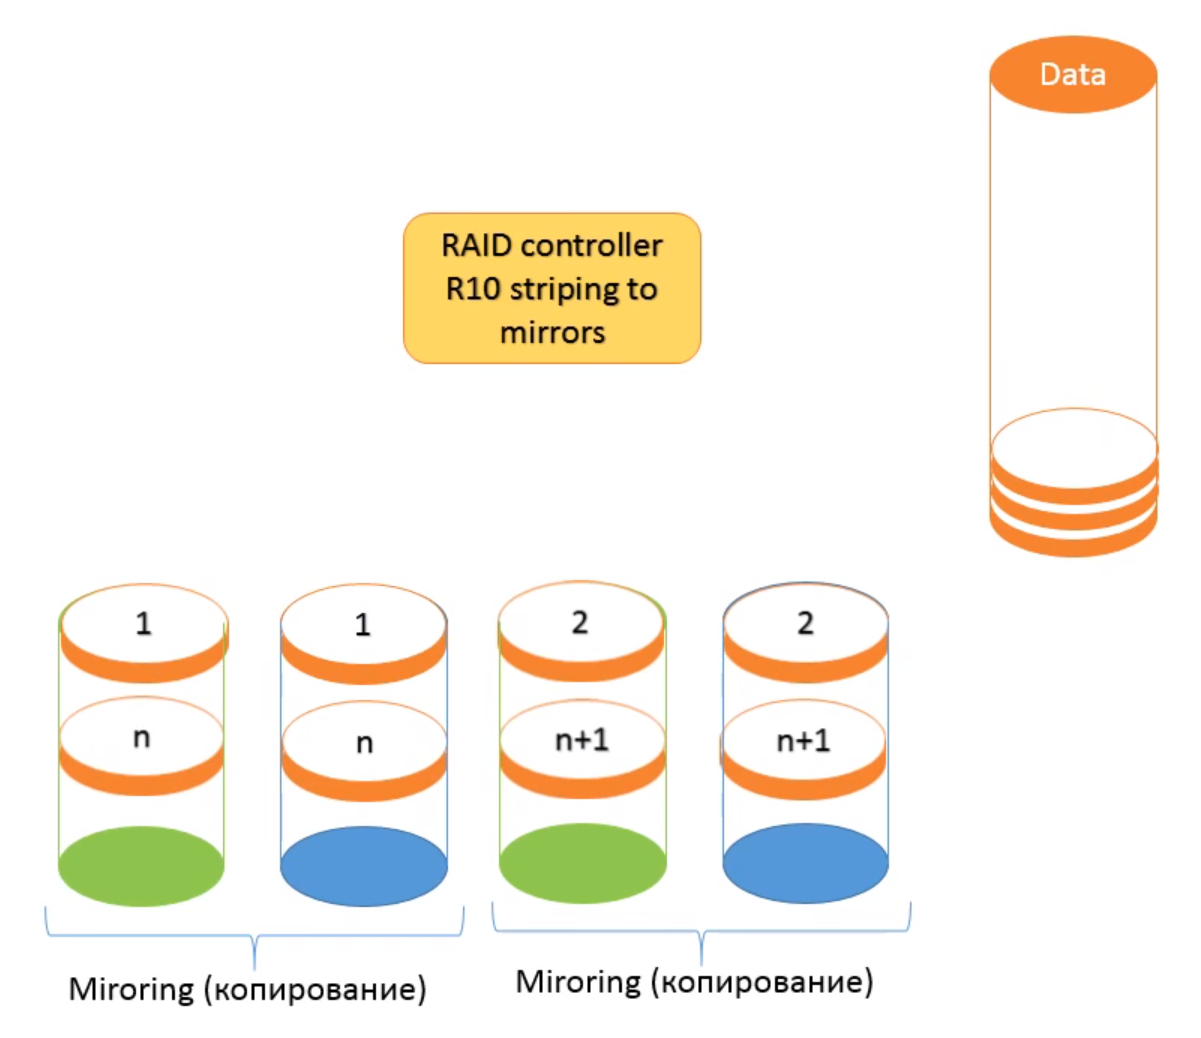 Data
RAID controller
R10 striping to
mirrors
1
1
2
2
n
n
n+1
n+1
Miroring (копирование)
Miroring (копирование)